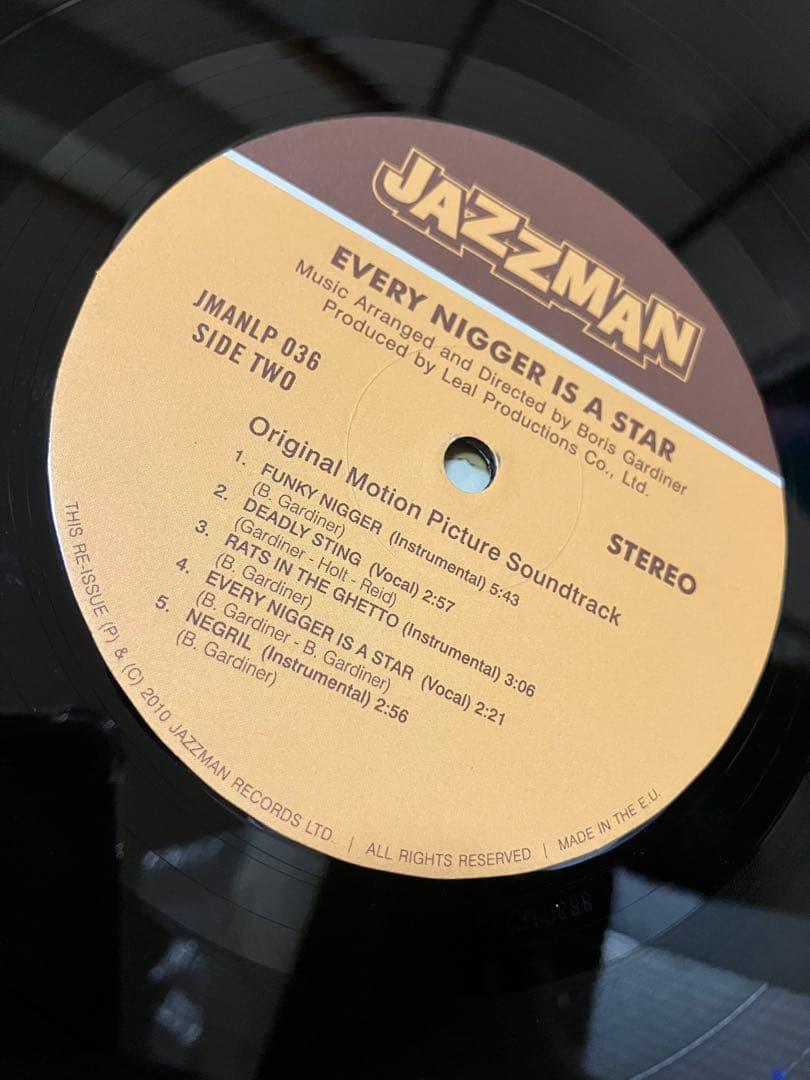 JAZZMAN
EVERY NIGGER IS A STAR
Music Arranged and Directed by Boris Gardiner
Produced by Leal Productions Co., Ltd.
JMANLP 036
SIDE TWO
STEREO
Original Motion Picture Soundtrack
1. FUNKY NIGGER (Instrumental) 5:43
(B. Gardiner)
2. DEADLY STING (Vocal) 2:57
(Gardiner - Holt - Reid)
3. RATS IN THE GHETTO (Instrumental) 3:06
(B. Gardiner)
4. EVERY NIGGER IS A STAR (Vocal) 2:21
(B. Gardiner - B. Gardiner)
5. NEGRIL (Instrumental) 2:56
(B. Gardiner)
THIS RE-ISSUE (P) & (C) 2010 JAZZMAN RECORDS LTD. | ALL RIGHTS RESERVED | MADE IN THE E.U.